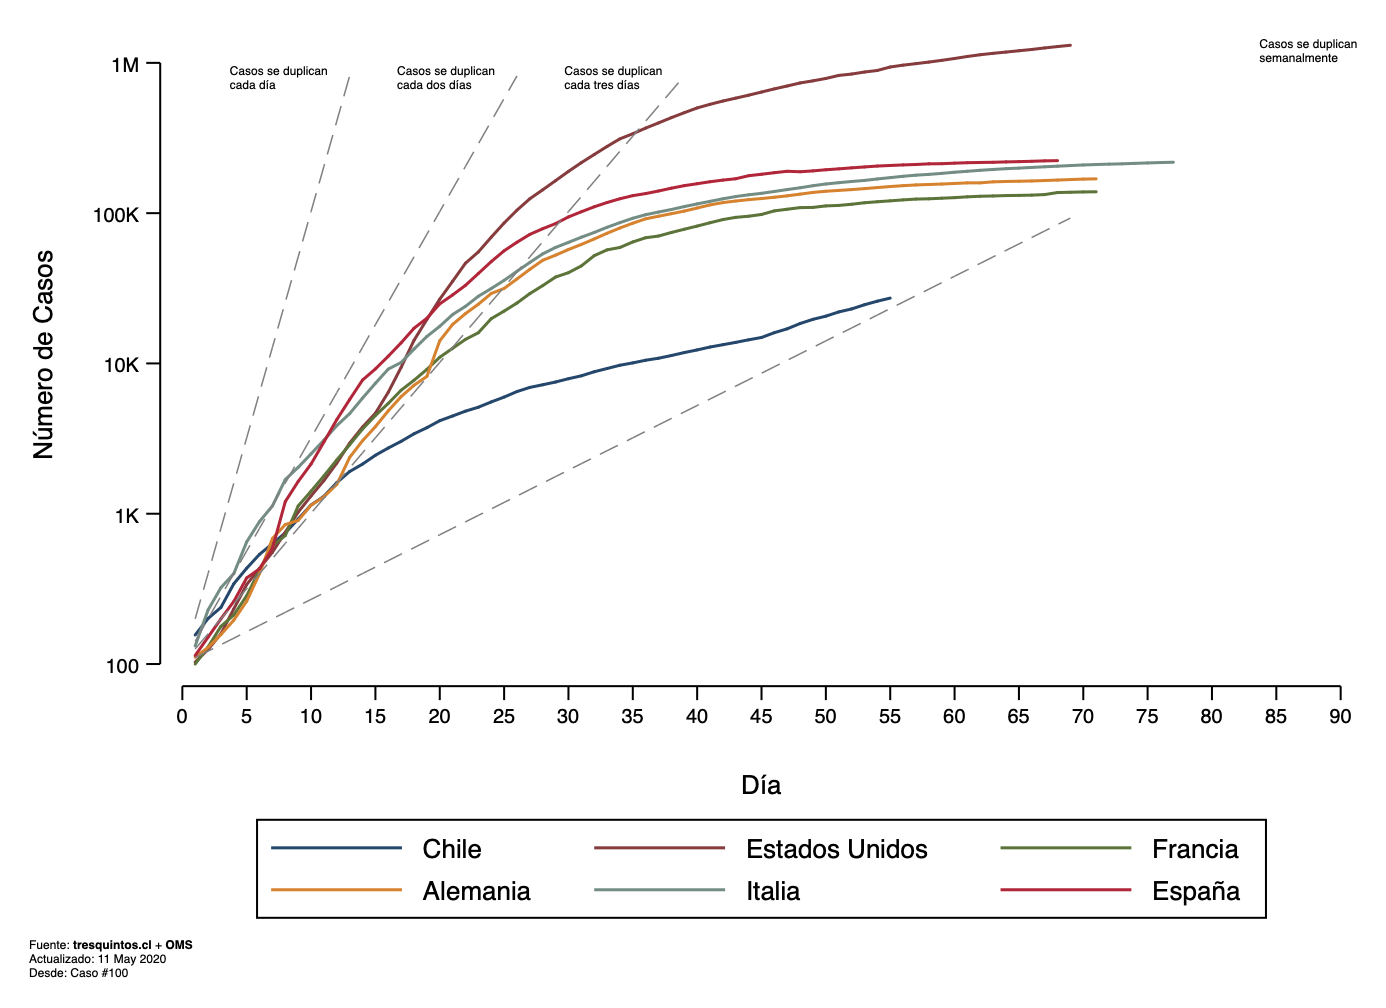 Casos se duplican
cada día
Casos se duplican
cada dos días
Casos se duplican
cada tres días
Casos se duplican
semanalmente
1M
100K
10K
1K
100
Número de Casos
0 5 10 15 20 25 30 35 40 45 50 55 60 65 70 75 80 85 90
Día
Chile Estados Unidos Francia
Alemania Italia España
Fuente: tresquintos.cl + OMS
Actualizado: 11 May 2020
Desde: Caso #100